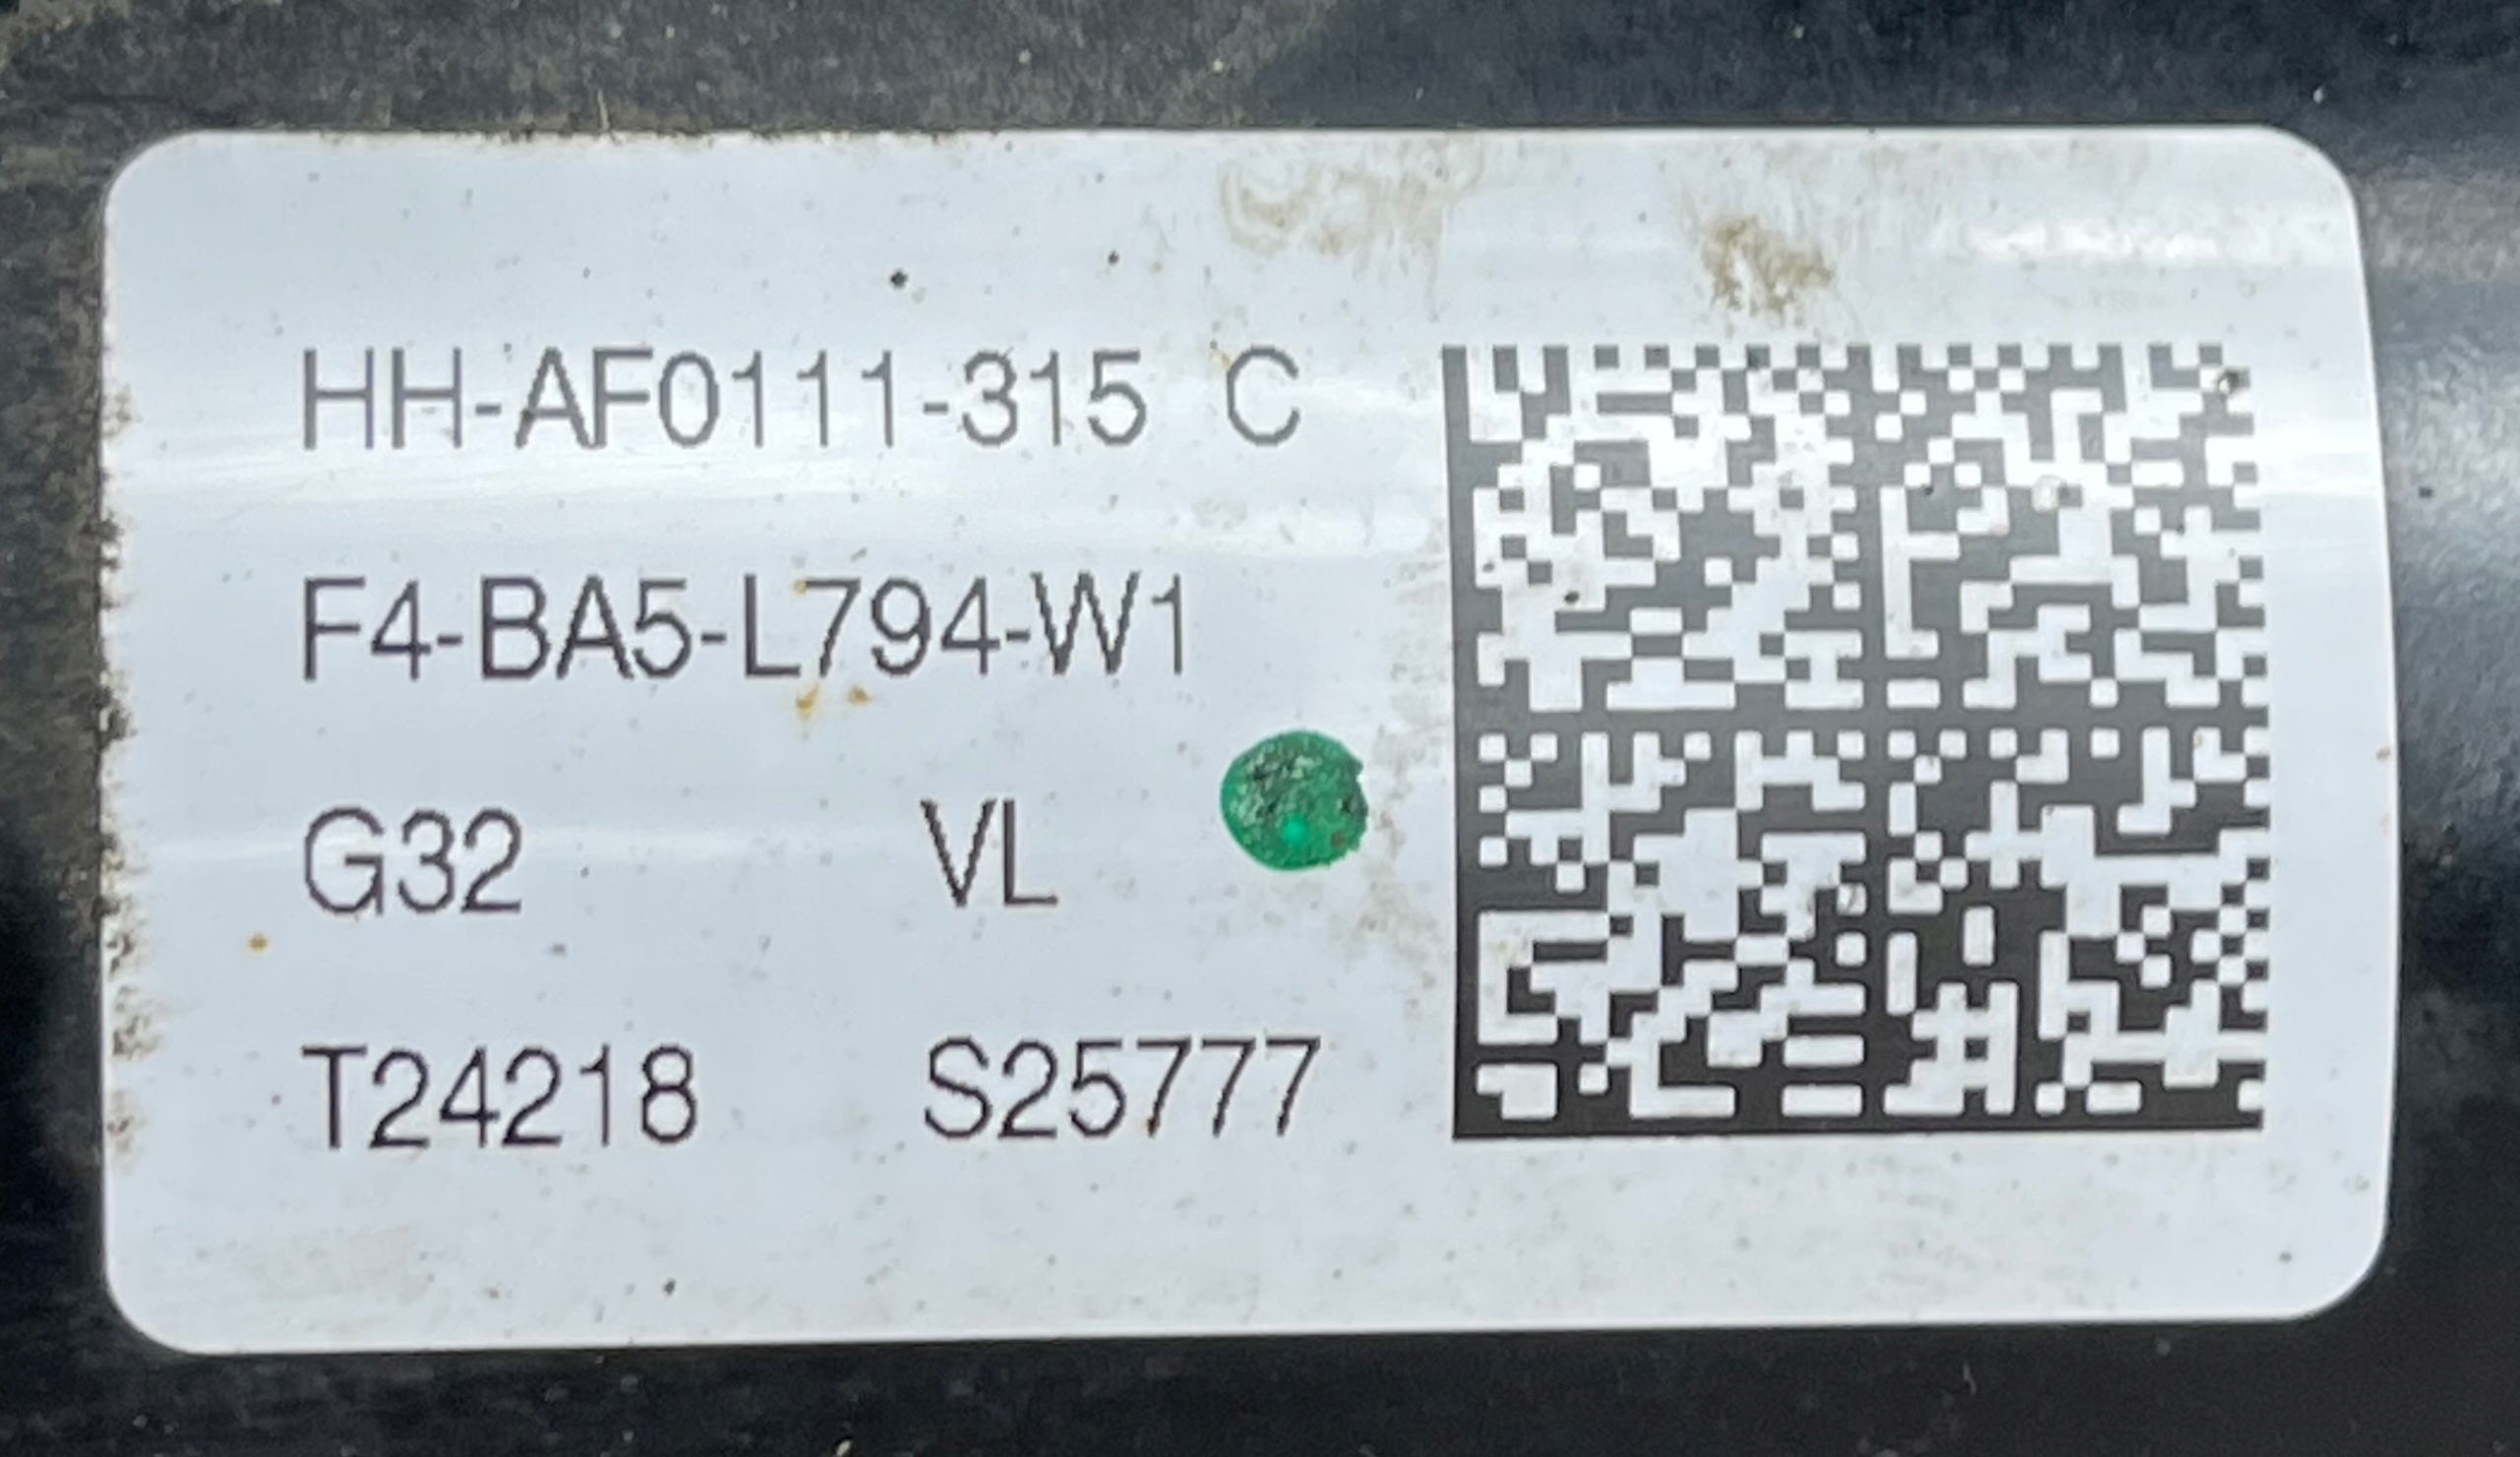 HH-AF0111-315 C
F4-BA5-L794-W1
G32 VL
T24218 S25777